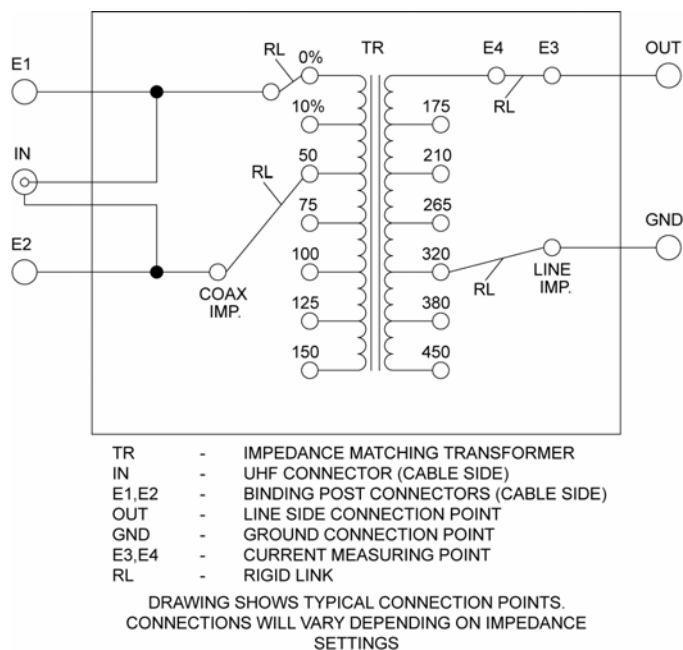 RL 0% TR E4 E3 OUT
E1
RL
10% 175
IN 50 210
RL
75 265
E2 GND
100 320
COAX IMP. RL LINE IMP.
125 380
150 450
TR - IMPEDANCE MATCHING TRANSFORMER
IN - UHF CONNECTOR (CABLE SIDE)
E1,E2 - BINDING POST CONNECTORS (CABLE SIDE)
OUT - LINE SIDE CONNECTION POINT
GND - GROUND CONNECTION POINT
E3,E4 - CURRENT MEASURING POINT
RL - RIGID LINK
DRAWING SHOWS TYPICAL CONNECTION POINTS.
CONNECTIONS WILL VARY DEPENDING ON IMPEDANCE
SETTINGS